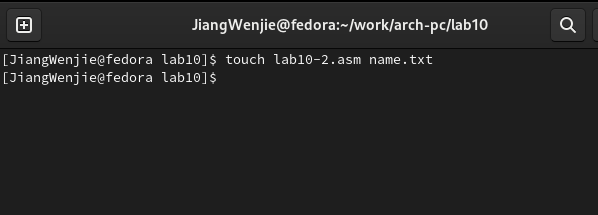 JiangWenjie@fedora:~/work/arch-pc/lab10
[JiangWenjie@fedora lab10]$ touch lab10-2.asm name.txt
[JiangWenjie@fedora lab10]$